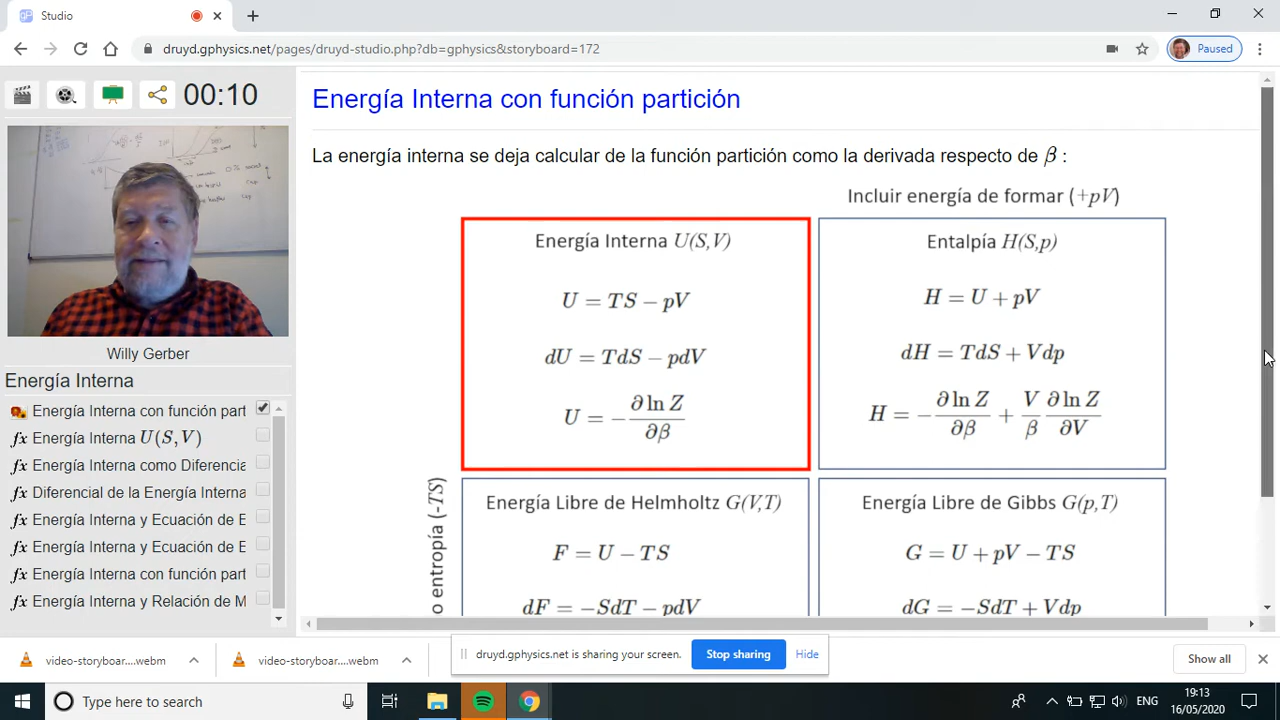 Studio
druyd.gphysics.net/pages/druyd-studio.php?db=gphysics&storyboard=172
Paused
00:10
Willy Gerber
Energía Interna
Energía Interna con función part
fx Energía Interna U(S, V)
fx Energía Interna como Diferencia
fx Diferencial de la Energía Interna
fx Energía Interna y Ecuación de E
fx Energía Interna y Ecuación de E
fx Energía Interna con función part
fx Energía Interna y Relación de M
Energía Interna con función partición
La energía interna se deja calcular de la función partición como la derivada respecto de β :
Incluir energía de formar (+pV)
Energía Interna U(S,V)
U = TS − pV
dU = TdS − pdV
U = − ∂ ln Z / ∂β
Entalpía H(S,p)
H = U + pV
dH = TdS + Vdp
H = − ∂ ln Z / ∂β + V / β ∂ ln Z / ∂V
o entropía (-TS)
Energía Libre de Helmholtz G(V,T)
F = U − TS
dF = −SdT − pdV
Energía Libre de Gibbs G(p,T)
G = U + pV − TS
dG = −SdT + Vdp
video-storyboar....webm
video-storyboar....webm
druyd.gphysics.net is sharing your screen.
Stop sharing
Hide
Show all
Type here to search
ENG
19:13
16/05/2020